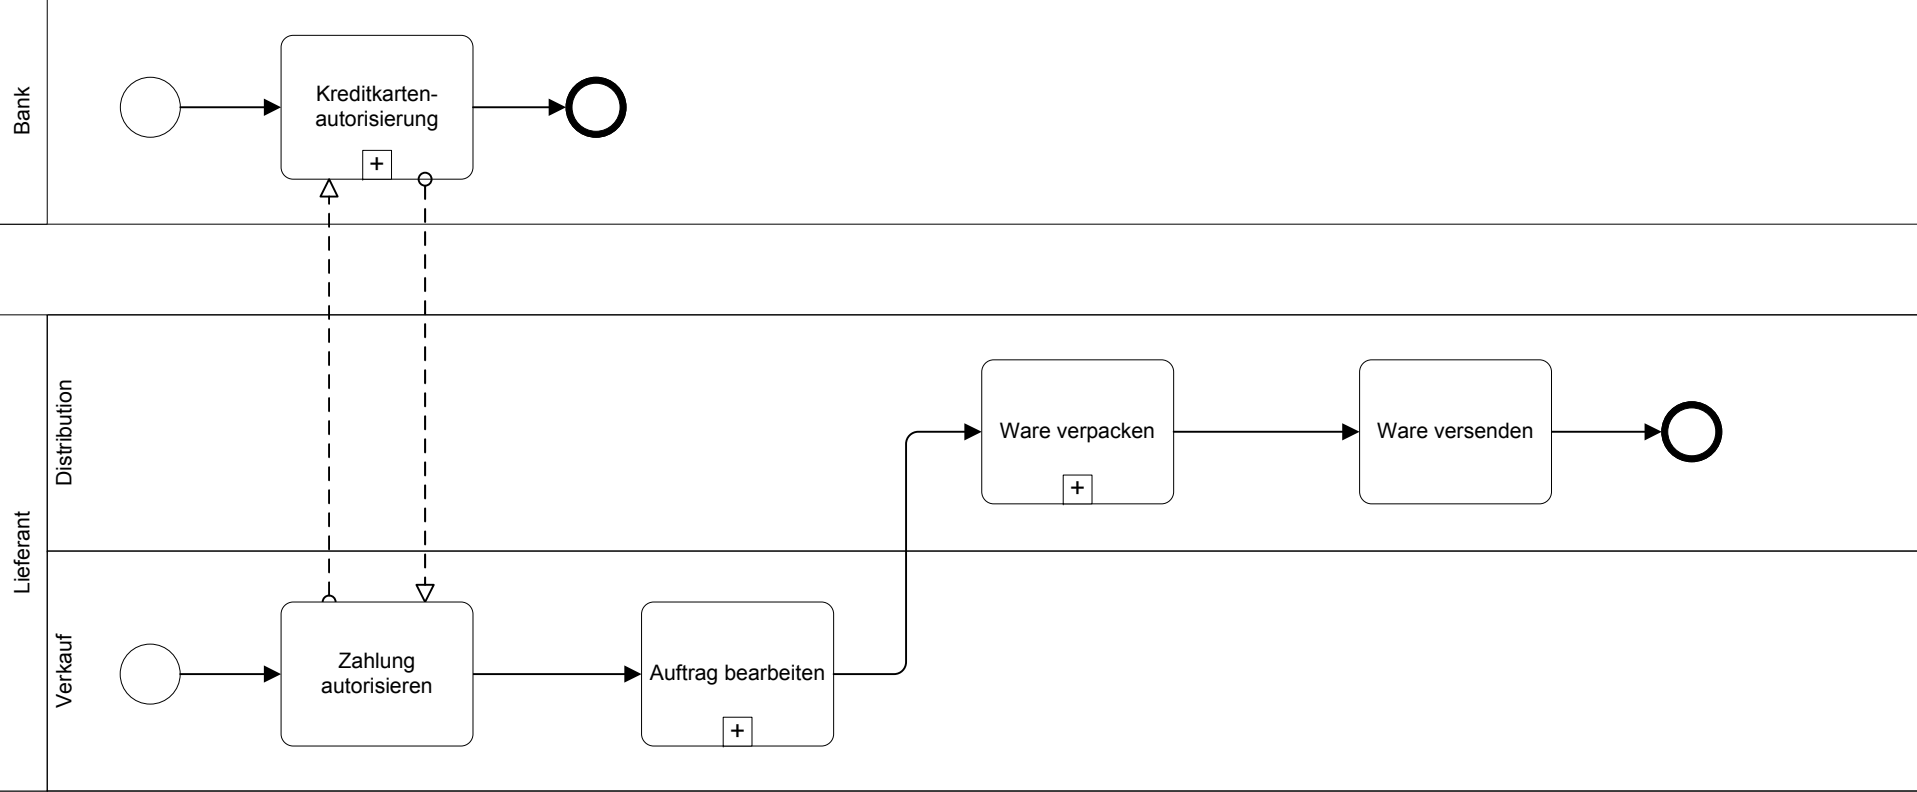 Bank
Kreditkarten-
autorisierung
+
Lieferant
Distribution
Ware verpacken
+
Ware versenden
Verkauf
Zahlung
autorisieren
Auftrag bearbeiten
+